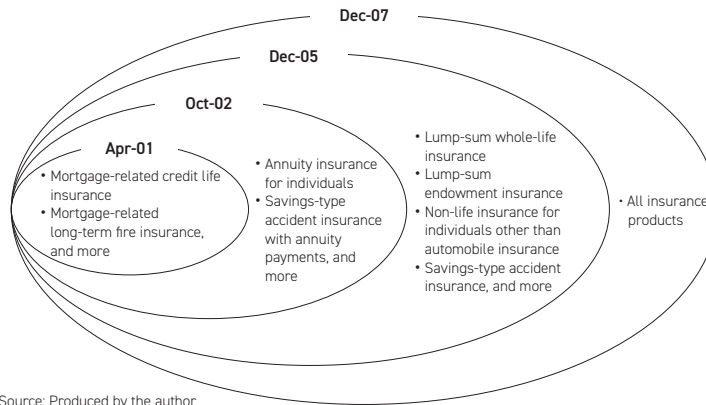 Dec-07
Dec-05
Oct-02
Apr-01
• Mortgage-related credit life
insurance
• Mortgage-related
long-term fire insurance,
and more
• Annuity insurance
for individuals
• Savings-type
accident insurance
with annuity
payments, and
more
• Lump-sum whole-life
insurance
• Lump-sum
endowment insurance
• Non-life insurance for
individuals other than
automobile insurance
• Savings-type accident
insurance, and more
• All insurance
products
Source: Produced by the author